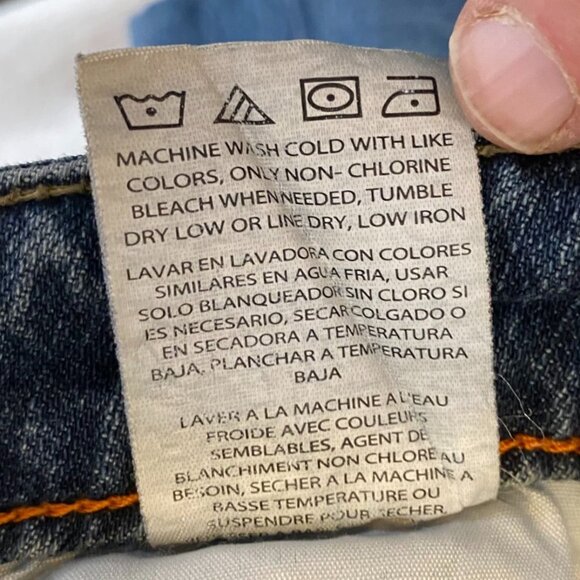 MACHINE WASH COLD WITH LIKE
COLORS, ONLY NON- CHLORINE
BLEACH WHEN NEEDED, TUMBLE
DRY LOW OR LINE DRY, LOW IRON
LAVAR EN LAVADORA CON COLORES
SIMILARES EN AGUA FRIA, USAR
SOLO BLANQUEADOR SIN CLORO SI
ES NECESARIO, SECAR COLGADO O
EN SECADORA A TEMPERATURA
BAJA, PLANCHAR A TEMPERATURA
BAJA
LAVER A LA MACHINE A L'EAU
FROIDE AVEC COULEURS
SEMBLABLES, AGENT DE
BLANCHIMENT NON CHLORE AU
BESOIN, SECHER A LA MACHINE A
BASSE TEMPERATURE OU
SUSPENDRE POUR SECHER.